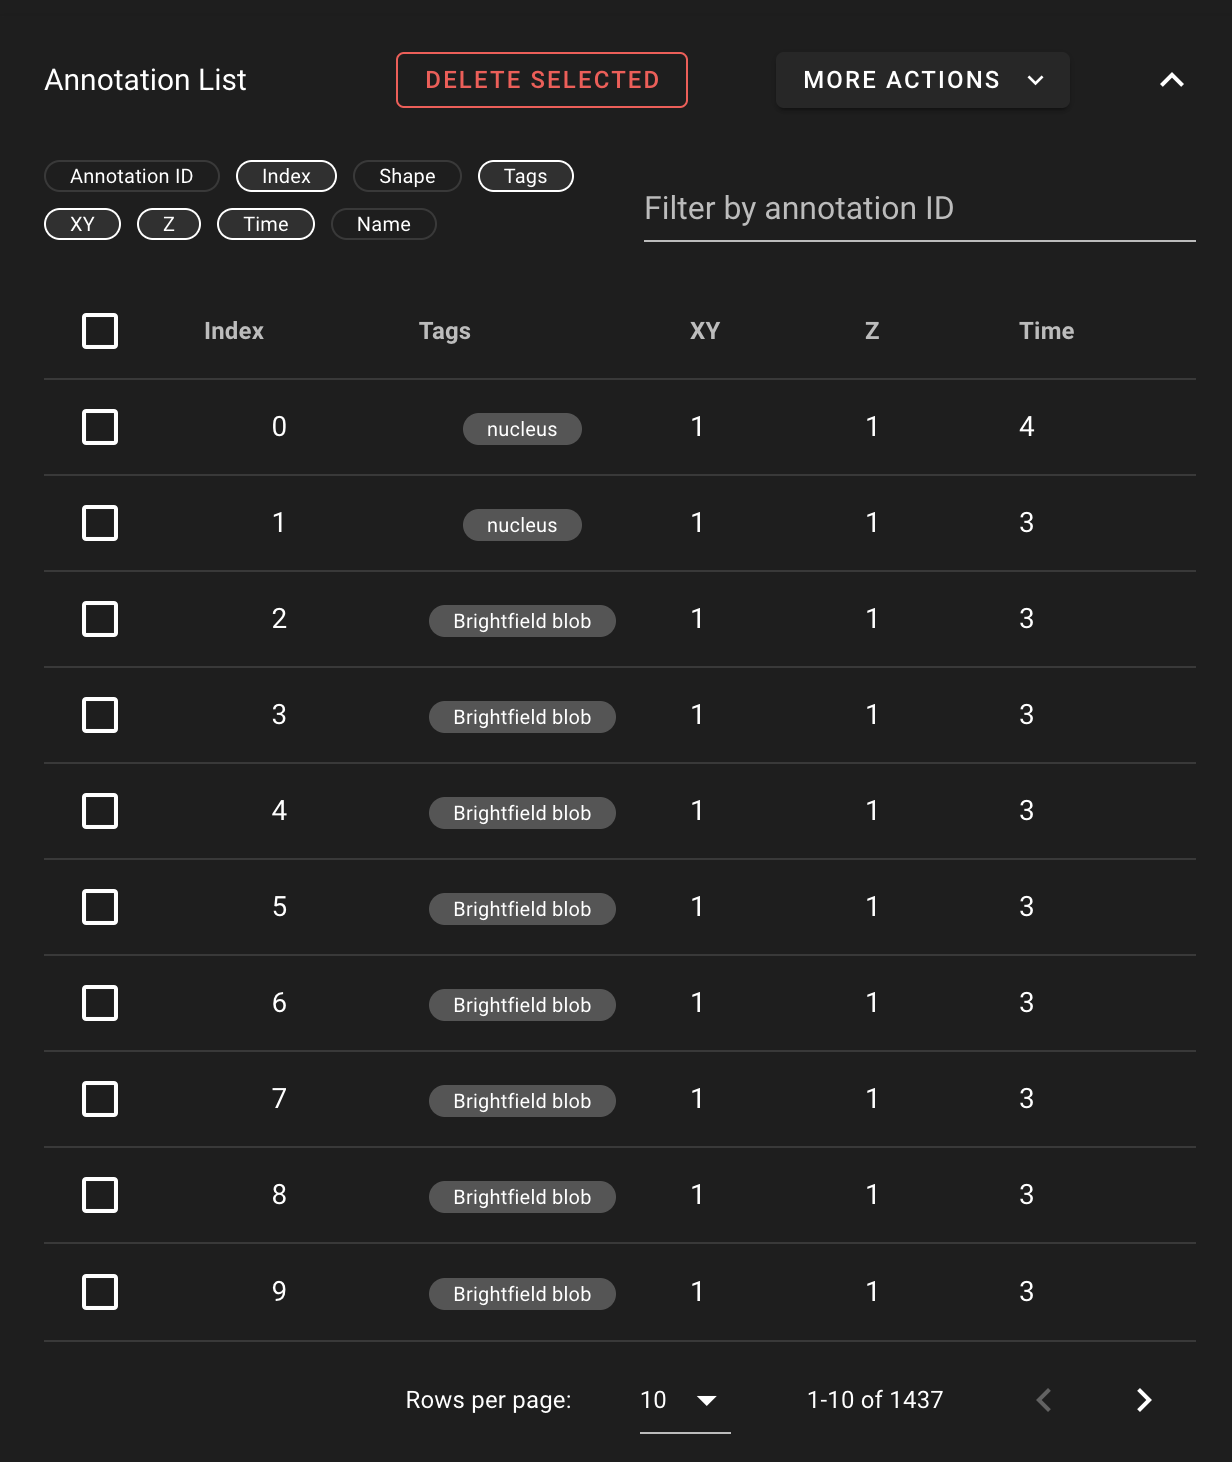 Annotation List DELETE SELECTED MORE ACTIONS
Annotation ID Index Shape Tags
XY Z Time Name
Filter by annotation ID
Index Tags XY Z Time
0 nucleus 1 1 4
1 nucleus 1 1 3
2 Brightfield blob 1 1 3
3 Brightfield blob 1 1 3
4 Brightfield blob 1 1 3
5 Brightfield blob 1 1 3
6 Brightfield blob 1 1 3
7 Brightfield blob 1 1 3
8 Brightfield blob 1 1 3
9 Brightfield blob 1 1 3
Rows per page: 10 1-10 of 1437